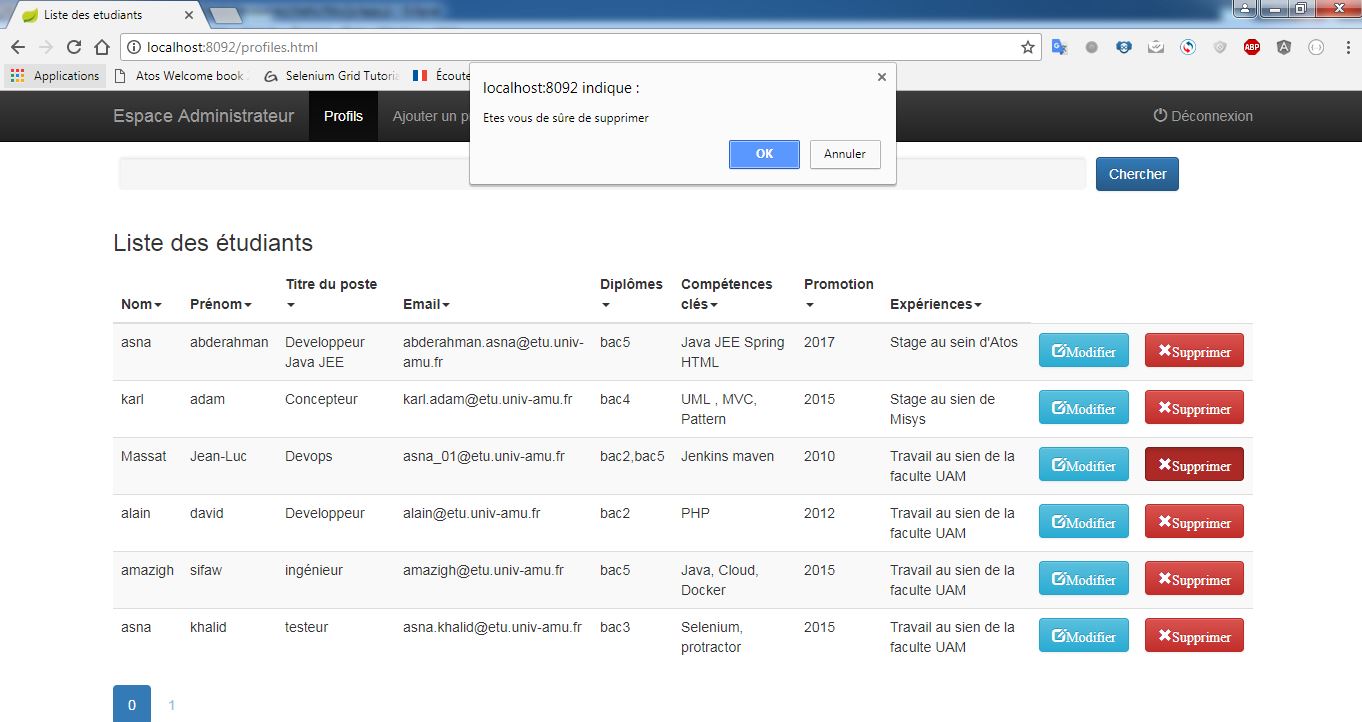 Liste des etudiants
localhost:8092/profiles.html
ABP
Applications
Atos Welcome book
Selenium Grid Tutoria
Écoute
localhost:8092 indique :
Etes vous de sûre de supprimer
OK
Annuler
Espace Administrateur
Profils
Ajouter un p
Déconnexion
Chercher
Liste des étudiants
Nom Prénom Titre du poste Email Diplômes Compétences clés Promotion Expériences
asna abderahman Developpeur Java JEE abderahman.asna@etu.univ-amu.fr bac5 Java JEE Spring HTML 2017 Stage au sein d'Atos Modifier Supprimer
karl adam Concepteur karl.adam@etu.univ-amu.fr bac4 UML , MVC, Pattern 2015 Stage au sien de Misys Modifier Supprimer
Massat Jean-Luc Devops asna_01@etu.univ-amu.fr bac2,bac5 Jenkins maven 2010 Travail au sien de la faculte UAM Modifier Supprimer
alain david Developpeur alain@etu.univ-amu.fr bac2 PHP 2012 Travail au sien de la faculte UAM Modifier Supprimer
amazigh sifaw ingénieur amazigh@etu.univ-amu.fr bac5 Java, Cloud, Docker 2015 Travail au sien de la faculte UAM Modifier Supprimer
asna khalid testeur asna.khalid@etu.univ-amu.fr bac3 Selenium, protractor 2015 Travail au sien de la faculte UAM Modifier Supprimer
0 1